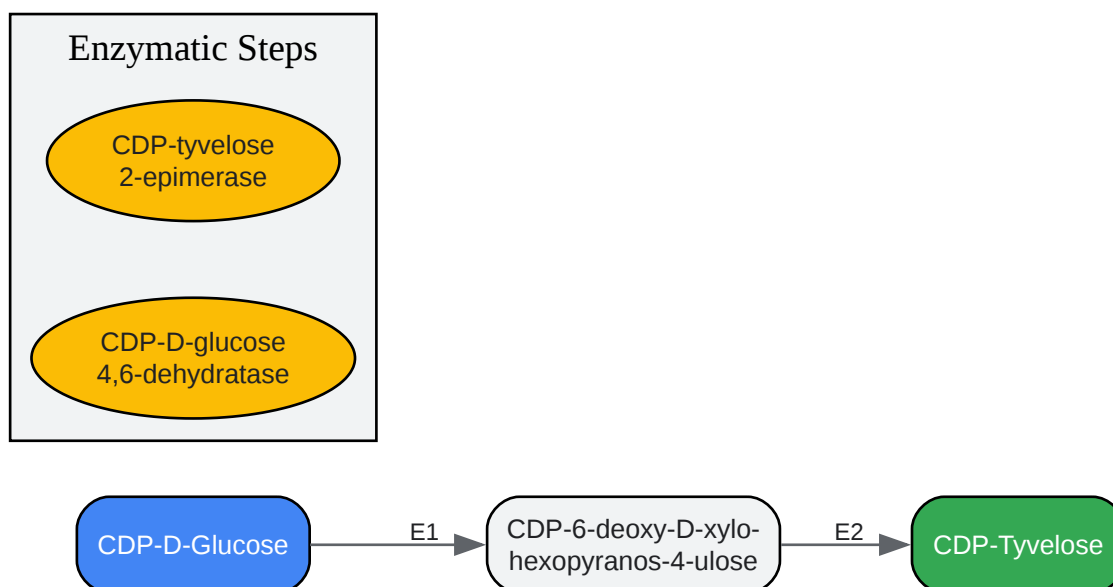 Enzymatic Steps
CDP-tyvelose
2-epimerase
CDP-D-glucose
4,6-dehydratase
CDP-D-Glucose
E1
CDP-6-deoxy-D-xylo-
hexopyranos-4-ulose
E2
CDP-Tyvelose